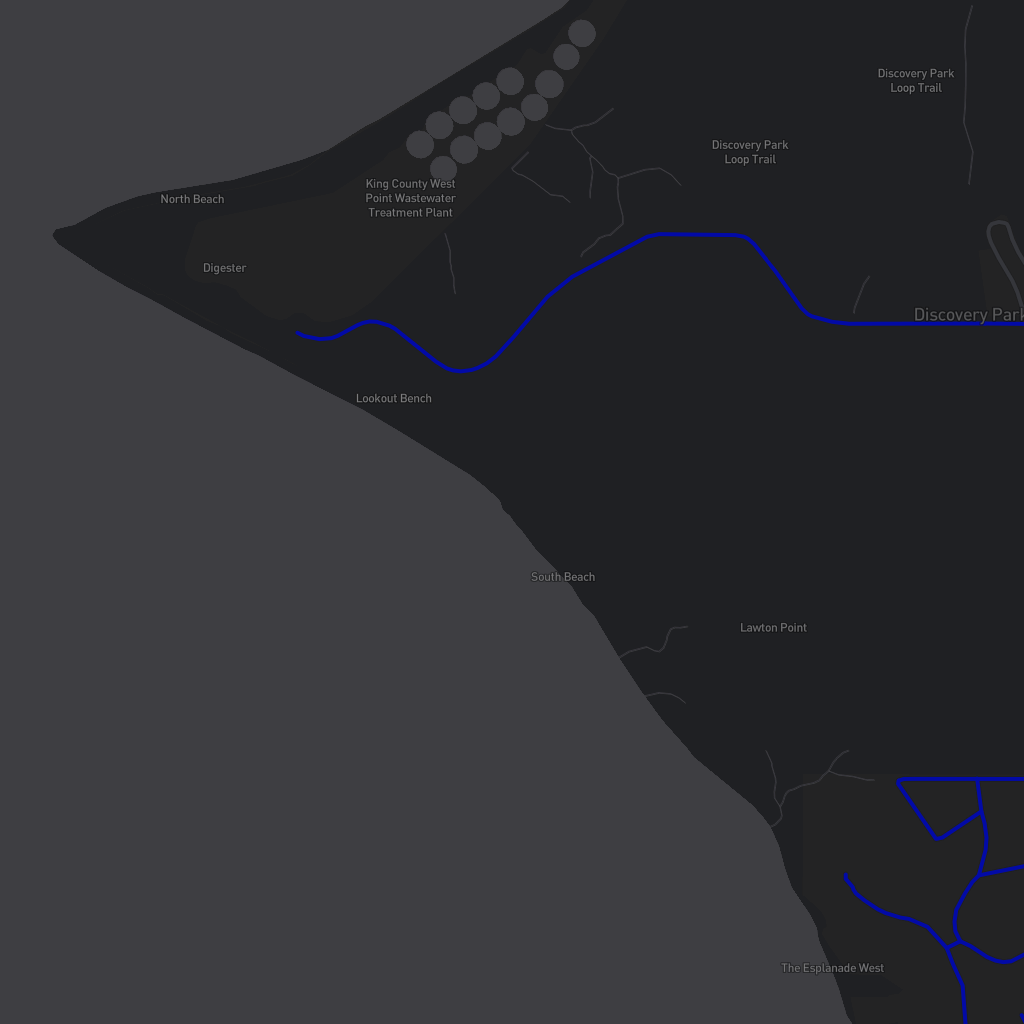 Discovery Park
Loop Trail
Discovery Park
Loop Trail
King County West
Point Wastewater
Treatment Plant
North Beach
Digester
Discovery Park
Lookout Bench
South Beach
Lawton Point
The Esplanade West